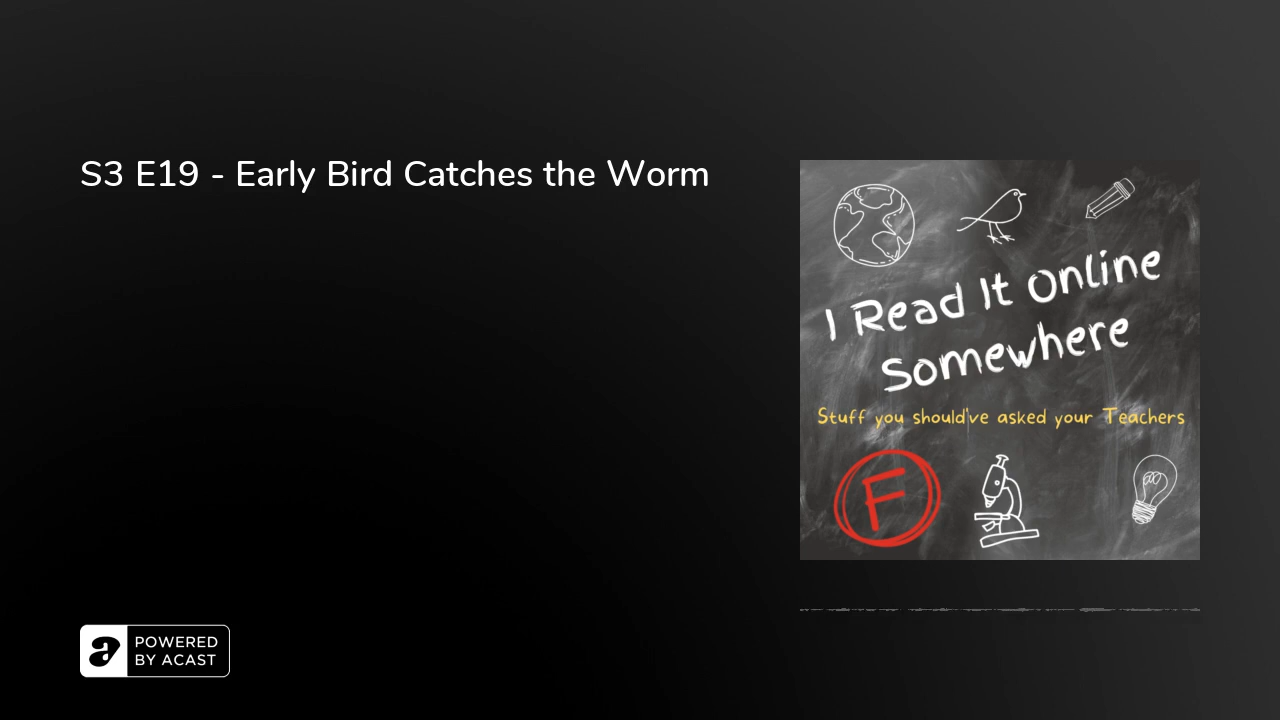 S3 E19 - Early Bird Catches the Worm
I Read It Online
Somewhere
Stuff you should've asked your Teachers
F
a POWERED
BY ACAST